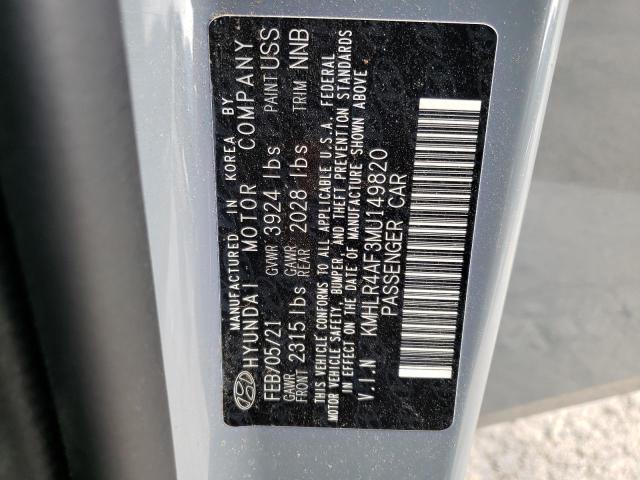 MANUFACTURED IN KOREA BY
HYUNDAI MOTOR COMPANY
FEB/05/21 GVWR 3924 lbs PAINT USS
GAWR FRONT 2315 lbs GAWR REAR 2028 lbs TRIM NNB
THIS VEHICLE CONFORMS TO ALL APPLICABLE U.S.A. FEDERAL
MOTOR VEHICLE SAFETY, BUMPER, AND THEFT PREVENTION STANDARDS
IN EFFECT ON THE DATE OF MANUFACTURE SHOWN ABOVE
V.I.N KMHLR4AF3MU149820
PASSENGER CAR